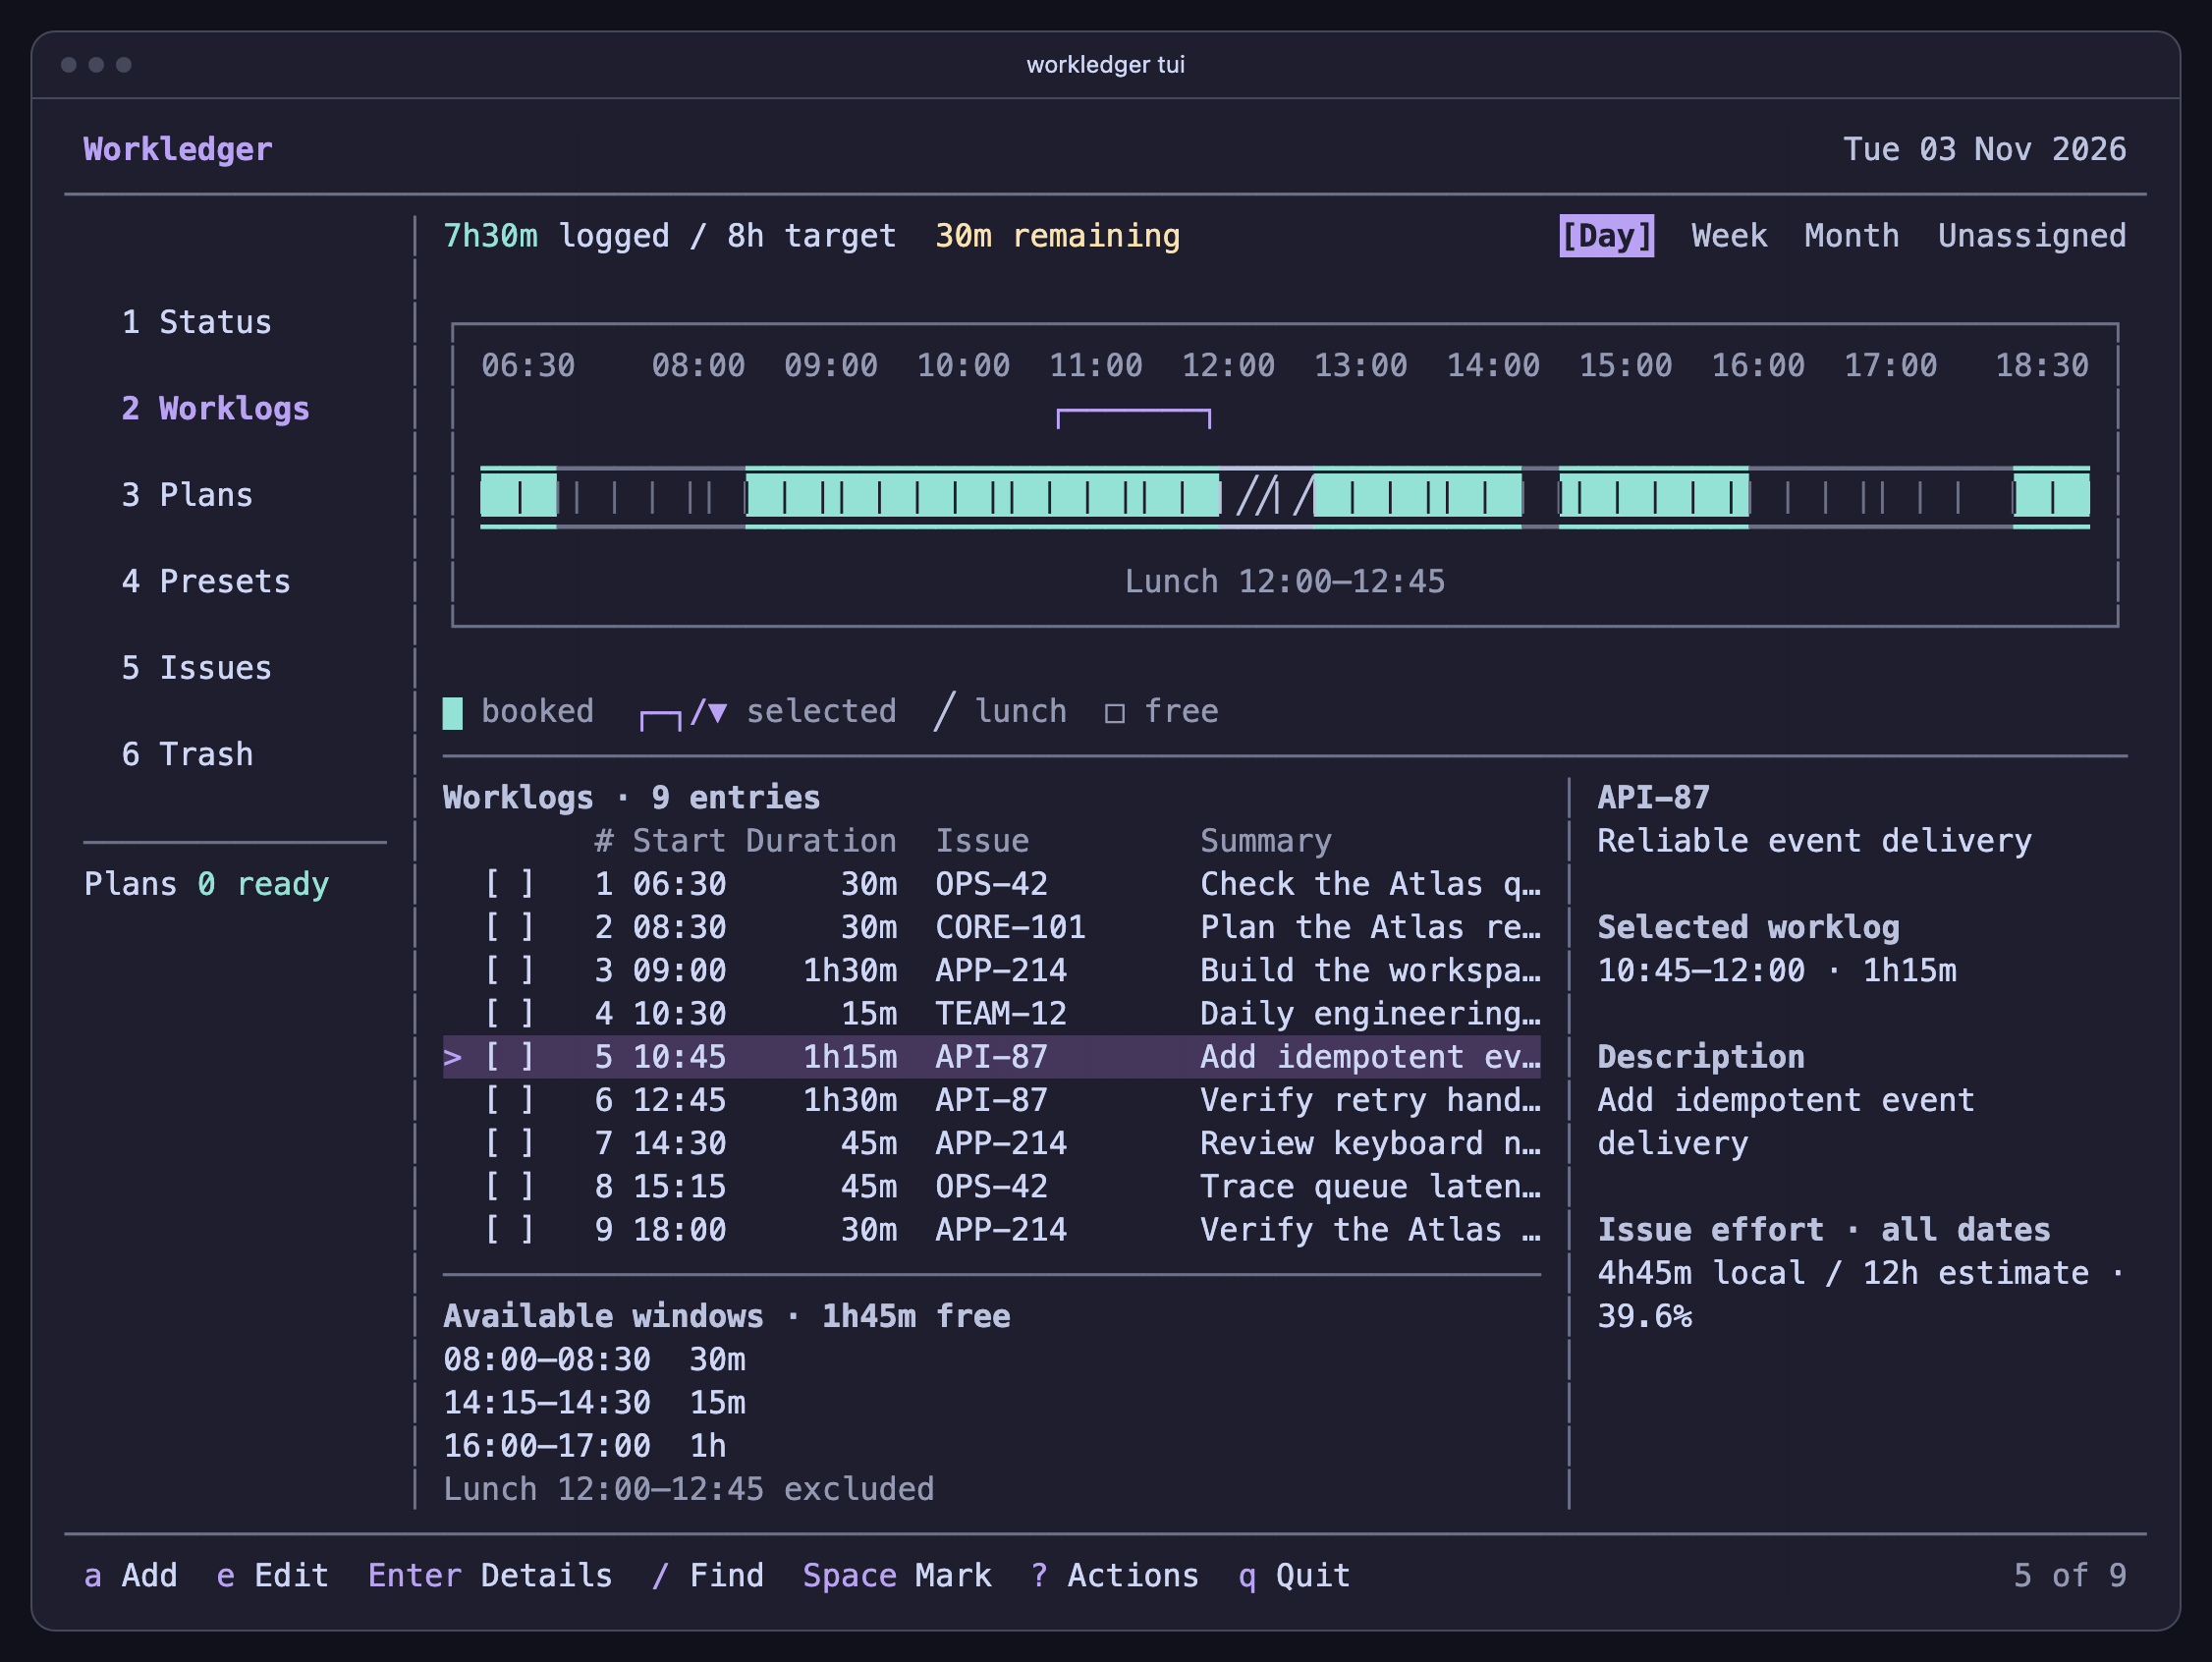 workledger tui
Workledger Tue 03 Nov 2026
7h30m logged / 8h target 30m remaining [Day] Week Month Unassigned
1 Status
2 Worklogs
3 Plans
4 Presets
5 Issues
6 Trash
Plans 0 ready
06:30 08:00 09:00 10:00 11:00 12:00 13:00 14:00 15:00 16:00 17:00 18:30
Lunch 12:00–12:45
booked /▼ selected ╱ lunch □ free
Worklogs · 9 entries
# Start Duration Issue Summary
[ ] 1 06:30 30m OPS-42 Check the Atlas q…
[ ] 2 08:30 30m CORE-101 Plan the Atlas re…
[ ] 3 09:00 1h30m APP-214 Build the workspa…
[ ] 4 10:30 15m TEAM-12 Daily engineering…
> [ ] 5 10:45 1h15m API-87 Add idempotent ev…
[ ] 6 12:45 1h30m API-87 Verify retry hand…
[ ] 7 14:30 45m APP-214 Review keyboard n…
[ ] 8 15:15 45m OPS-42 Trace queue laten…
[ ] 9 18:00 30m APP-214 Verify the Atlas …
Available windows · 1h45m free
08:00–08:30 30m
14:15–14:30 15m
16:00–17:00 1h
Lunch 12:00–12:45 excluded
API-87
Reliable event delivery
Selected worklog
10:45–12:00 · 1h15m
Description
Add idempotent event
delivery
Issue effort · all dates
4h45m local / 12h estimate ·
39.6%
a Add e Edit Enter Details / Find Space Mark ? Actions q Quit 5 of 9